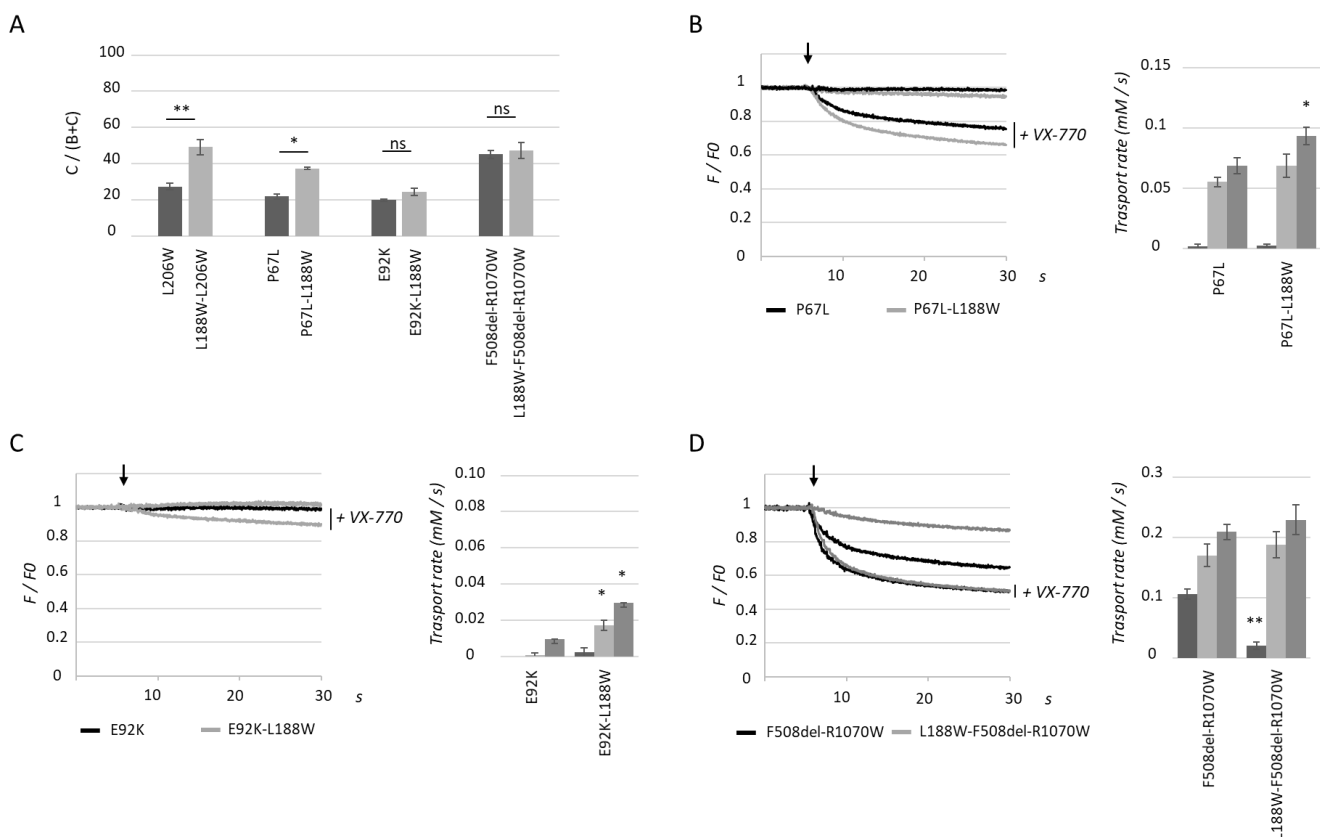 A
100
80
60
40
20
0
C / (B+C)
**
*
ns
ns
L206W
L188W-L206W
P67L
P67L-L188W
E92K
E92K-L188W
F508del-R1070W
L188W-F508del-R1070W
B
1
0.8
0.6
0.4
0.2
0
F / F0
10
20
30
s
+ VX-770
P67L
P67L-L188W
0.15
0.1
0.05
0
Trasport rate (mM / s)
*
P67L
P67L-L188W
C
1
0.8
0.6
0.4
0.2
0
F / F0
10
20
30
s
+ VX-770
E92K
E92K-L188W
0.10
0.08
0.06
0.04
0.02
0
Trasport rate (mM / s)
*
*
E92K
E92K-L188W
D
1
0.8
0.6
0.4
0.2
0
F / F0
10
20
30
s
+ VX-770
F508del-R1070W
L188W-F508del-R1070W
0.3
0.2
0.1
0
Trasport rate (mM / s)
**
F508del-R1070W
L188W-F508del-R1070W